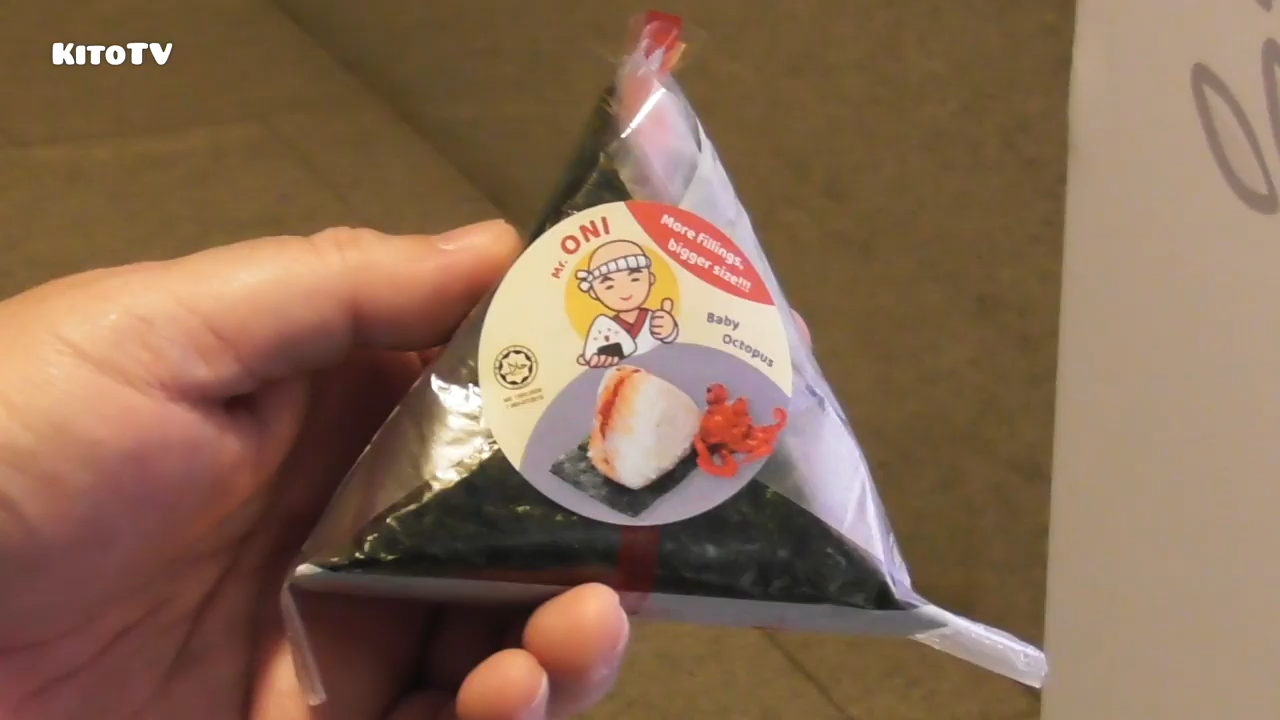 KitoTV
Mr. ONI
More Fillings,
bigger size!!!
Baby
Octopus